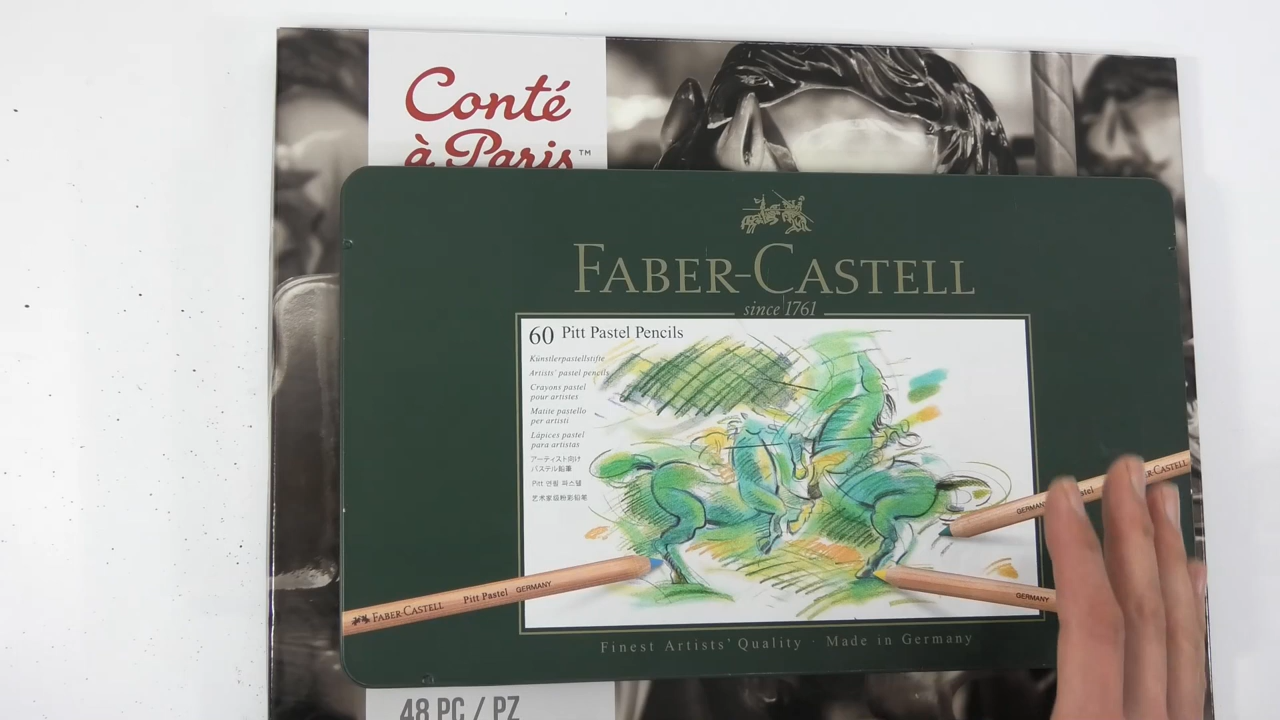 Conté
à Paris™
FABER-CASTELL
since 1761
60 Pitt Pastel Pencils
Künstlerpastellstifte
Artists' pastel pencils
Crayons pastel
pour artistes
Matite pastello
per artisti
Lápices pastel
para artistas
アーティスト向け
パステル鉛筆
Pitt 연필 파스텔
艺术家级粉彩铅笔
FABER-CASTELL Pitt Pastel GERMANY
GERMANY
GERMANY
Finest Artists' Quality · Made in Germany
48 PC / PZ